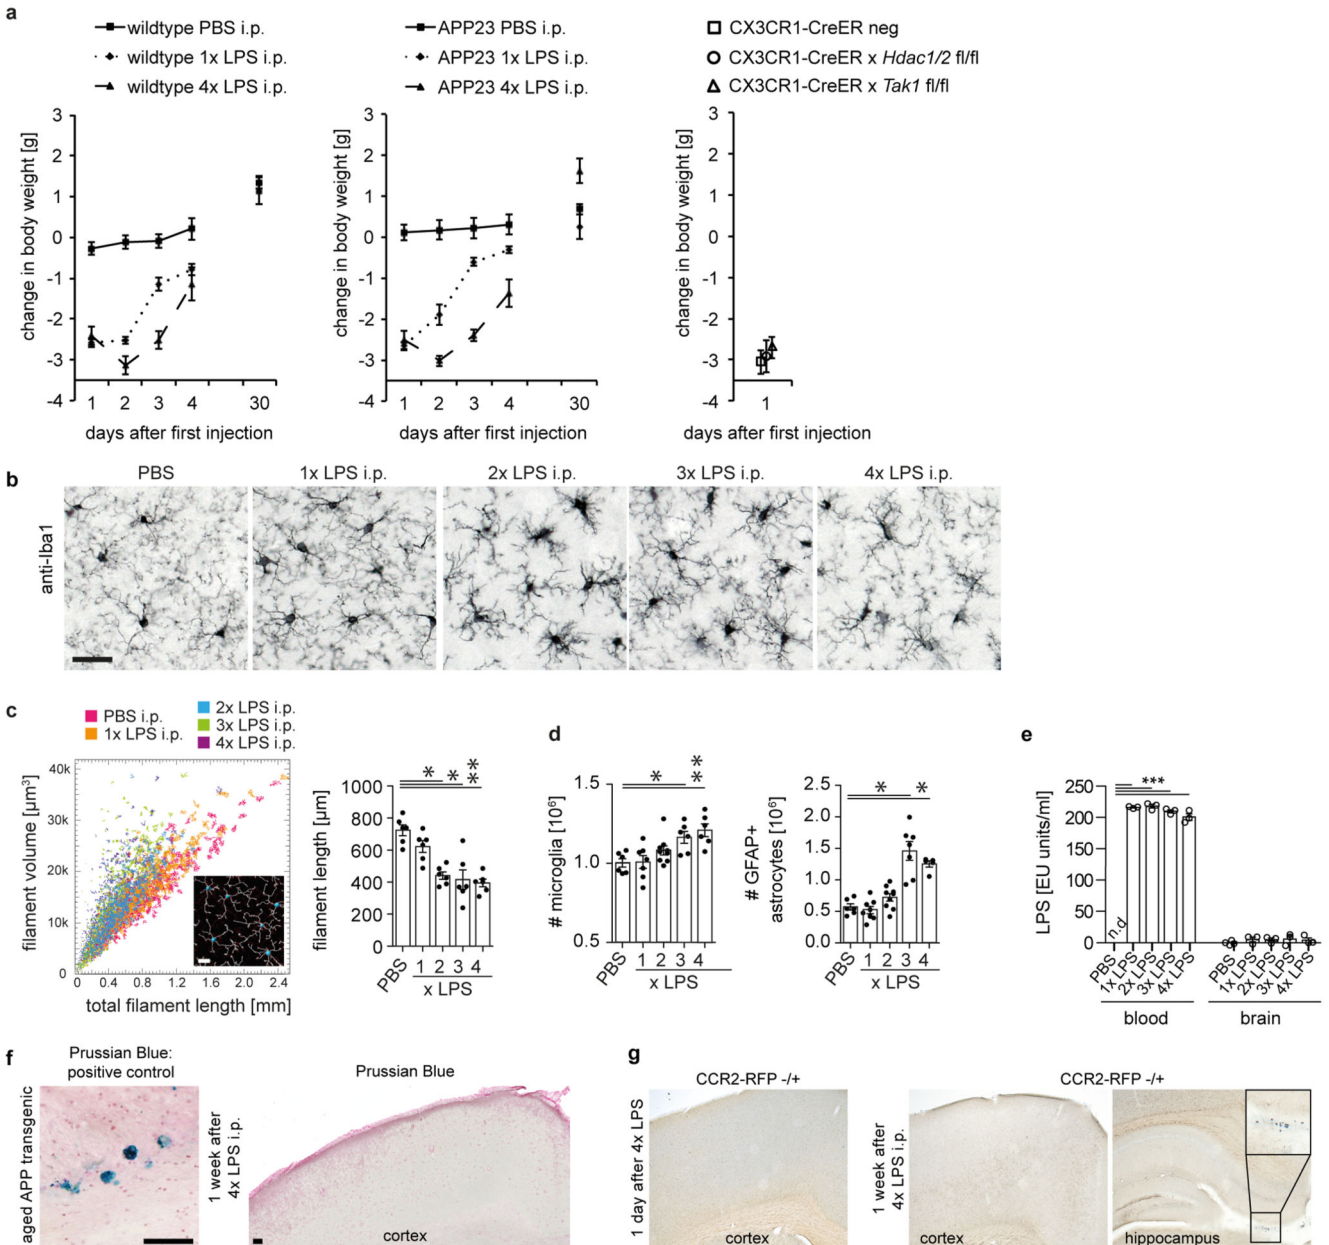 a
wildtype PBS i.p.
wildtype 1x LPS i.p.
wildtype 4x LPS i.p.
APP23 PBS i.p.
APP23 1x LPS i.p.
APP23 4x LPS i.p.
CX3CR1-CreER neg
CX3CR1-CreER x Hdac1/2 fl/fl
CX3CR1-CreER x Tak1 fl/fl
change in body weight [g]
3
2
1
0
-1
-2
-3
-4
1 2 3 4 30
days after first injection
change in body weight [g]
3
2
1
0
-1
-2
-3
-4
1 2 3 4 30
days after first injection
change in body weight [g]
3
2
1
0
-1
-2
-3
-4
1
days after first injection
b
PBS 1x LPS i.p. 2x LPS i.p. 3x LPS i.p. 4x LPS i.p.
anti-Iba1
c
PBS i.p.
1x LPS i.p.
2x LPS i.p.
3x LPS i.p.
4x LPS i.p.
filament volume [µm³]
40k
30k
20k
10k
0
0 0.4 0.8 1.2 1.6 2.0 2.4
total filament length [mm]
filament length [µm]
* * **
1000
800
600
400
200
0
PBS 1 2 3 4
x LPS
d
# microglia [10⁶]
* **
1.5
1.0
0.5
PBS 1 2 3 4
x LPS
# GFAP+
astrocytes [10⁶]
* *
2.5
2.0
1.5
1.0
0.5
0.0
PBS 1 2 3 4
x LPS
e
LPS [EU units/ml]
***
250
200
150
100
50
0
n.d.
PBS 1x LPS 2x LPS 3x LPS 4x LPS PBS 1x LPS 2x LPS 3x LPS 4x LPS
blood brain
f
Prussian Blue:
positive control
aged APP transgenic
Prussian Blue
1 week after
4x LPS i.p.
cortex
g
CCR2-RFP -/+
1 day after 4x LPS
cortex
CCR2-RFP -/+
1 week after
4x LPS i.p.
cortex
hippocampus